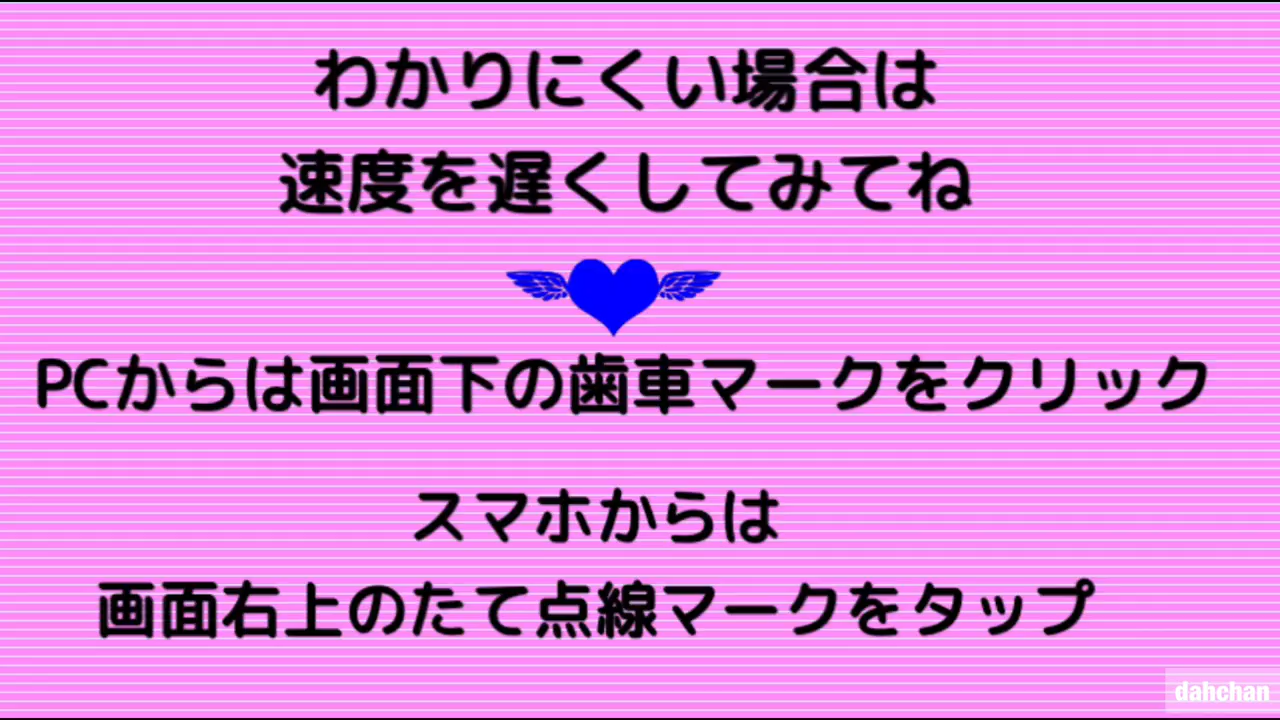 わかりにくい場合は
速度を遅くしてみてね
PCからは画面下の歯車マークをクリック
スマホからは
画面右上のたて点線マークをタップ
dahchan